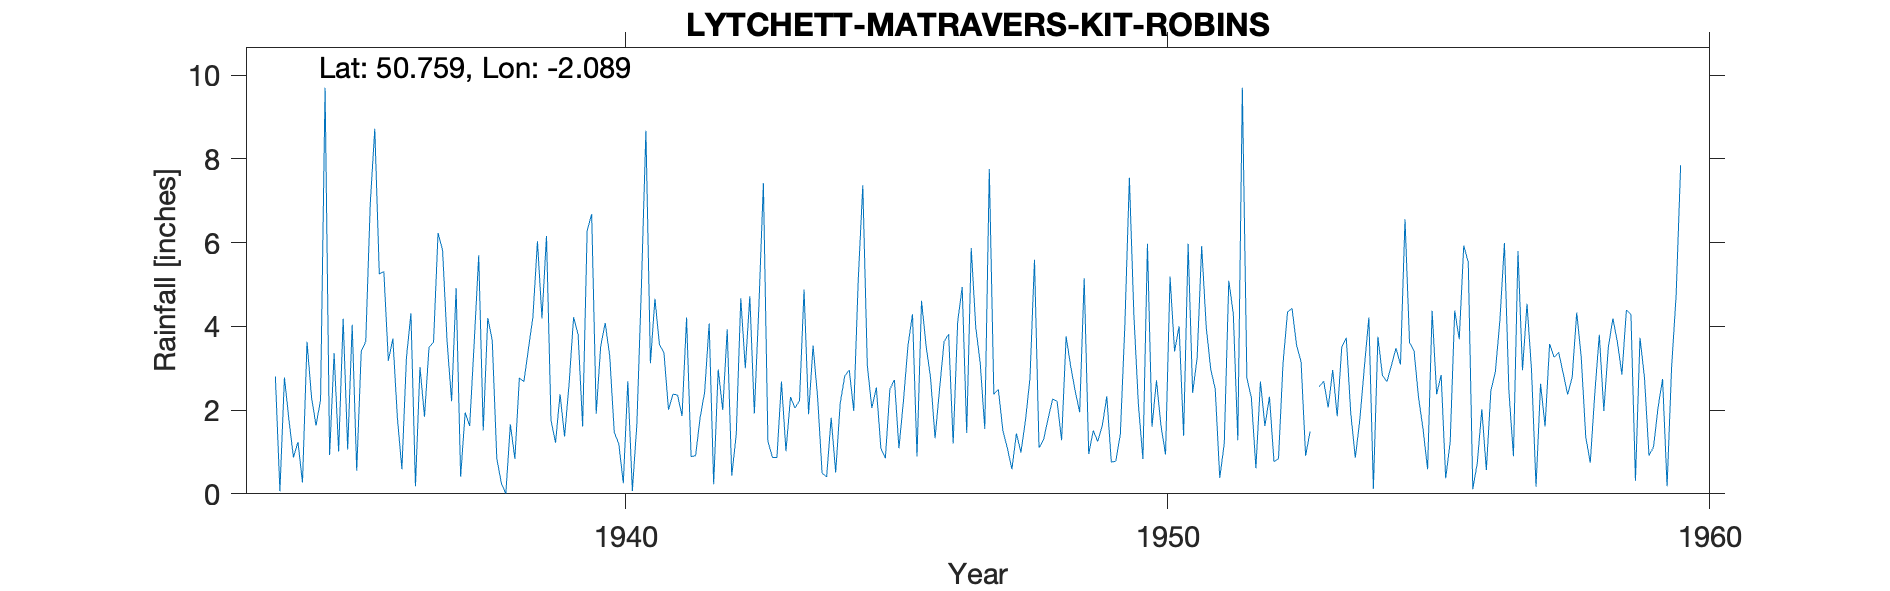 LYTCHETT-MATRAVERS-KIT-ROBINS
Lat: 50.759, Lon: -2.089
10
8
6
4
2
0
Rainfall [inches]
1940
1950
1960
Year